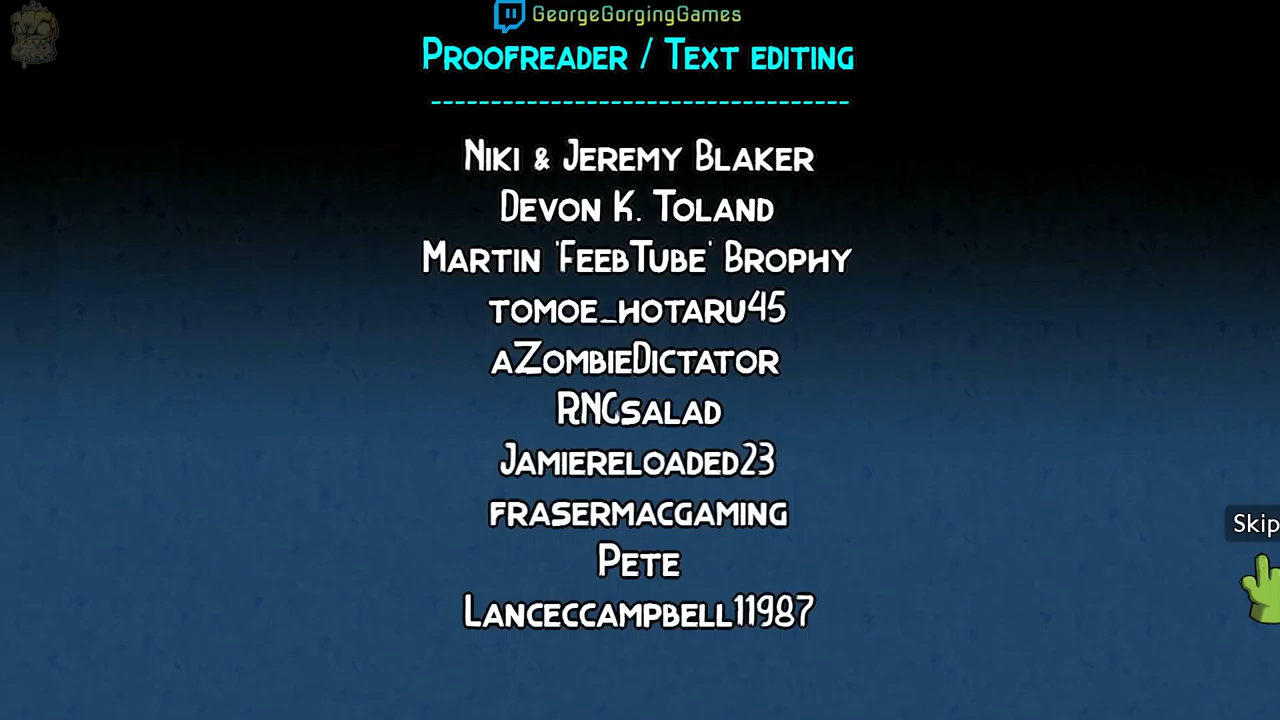 GeorgeGorgingGames
Proofreader / Text editing
-----------------------------------
Niki & Jeremy Blaker
Devon K. Toland
Martin 'FeebTube' Brophy
tomoe_hotaru45
aZombieDictator
RNGsalad
Jamiereloaded23
frasermacgaming
Pete
Lanceccampbell11987
Skip